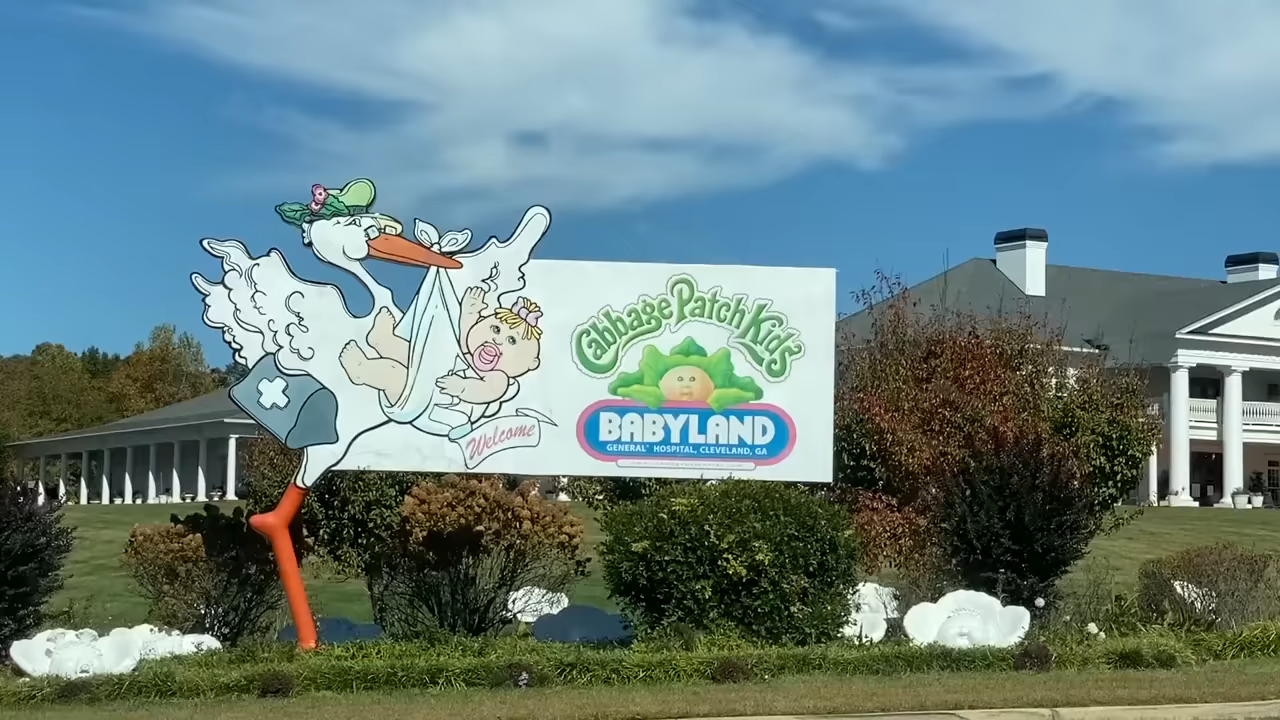 Welcome
Cabbage Patch Kids
BABYLAND
GENERAL® HOSPITAL, CLEVELAND, GA